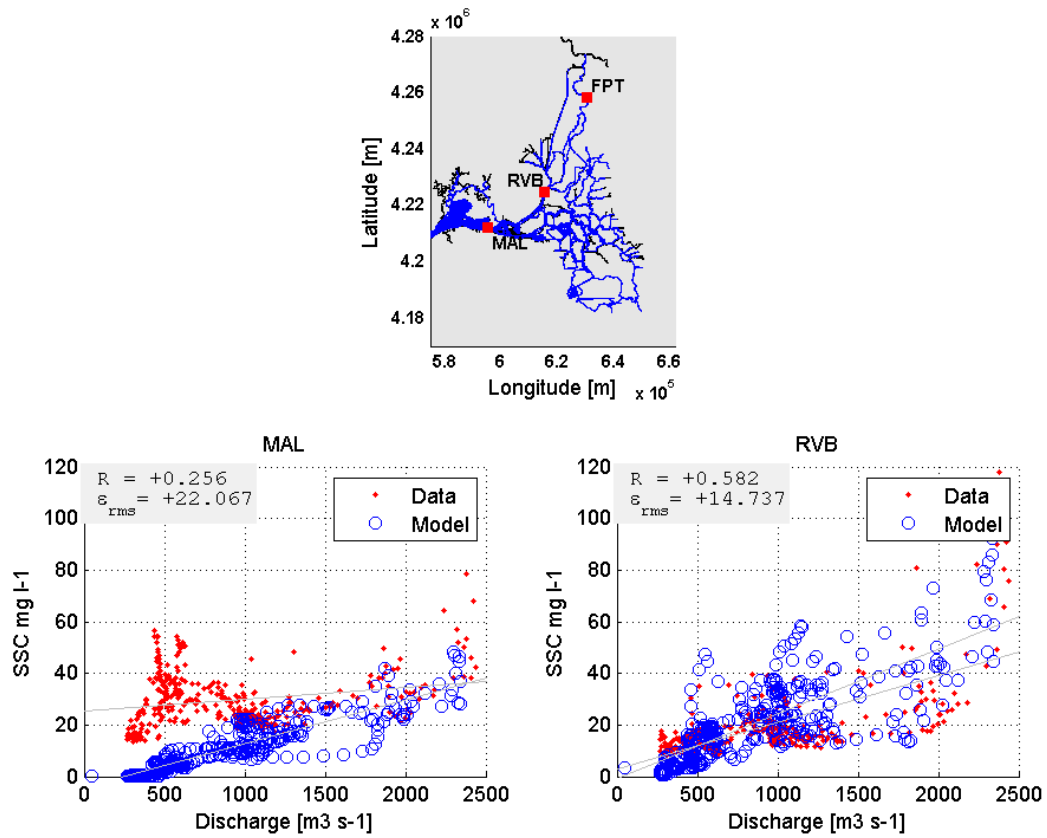 x 10^6
4.28
4.26
4.24
4.22
4.2
4.18
Latitude [m]
FPT
RVB
MAL
5.8 6 6.2 6.4 6.6
Longitude [m] x 10^5
MAL
R = +0.256
ε_rms = +22.067
Data
Model
120
100
80
60
40
20
0
SSC mg l-1
0 500 1000 1500 2000 2500
Discharge [m3 s-1]
RVB
R = +0.582
ε_rms = +14.737
Data
Model
120
100
80
60
40
20
0
SSC mg l-1
0 500 1000 1500 2000 2500
Discharge [m3 s-1]